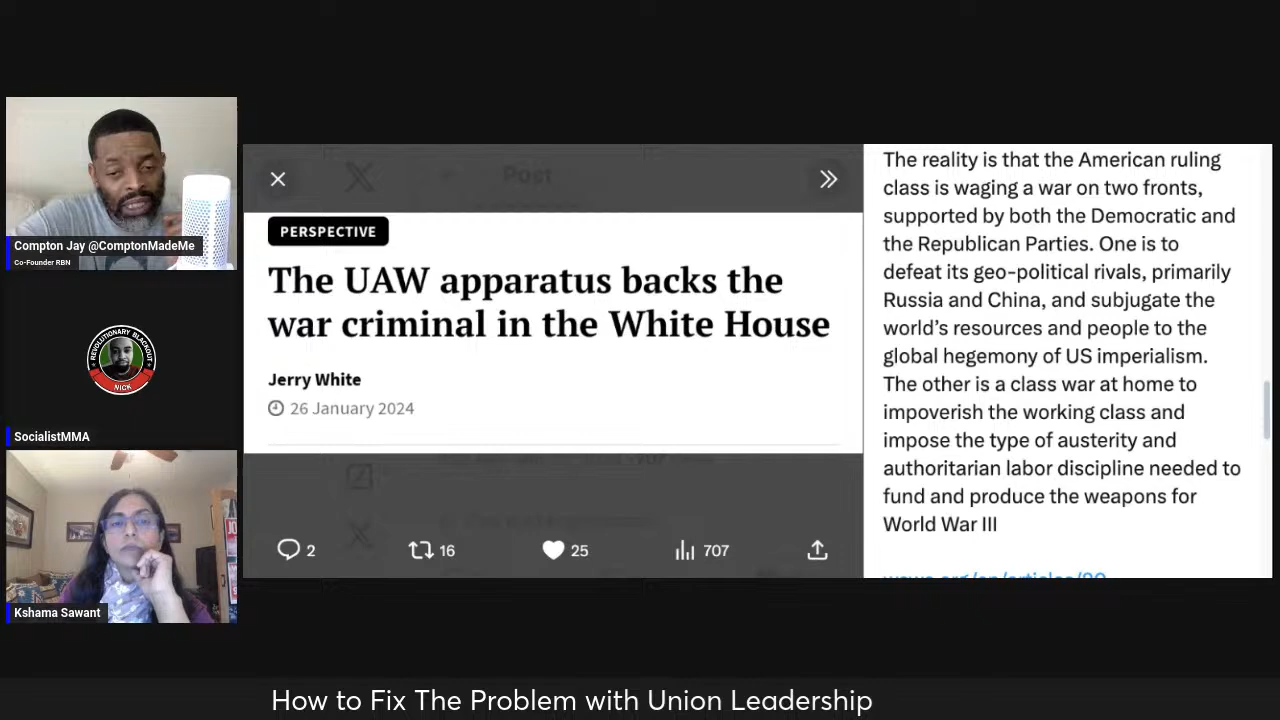 Compton Jay @ComptonMadeMe
Co-Founder RBN
REVOLUTIONARY BLACKOUT
NICK
SocialistMMA
Kshama Sawant
Post
PERSPECTIVE
The UAW apparatus backs the
war criminal in the White House
Jerry White
26 January 2024
2
16
25
707
The reality is that the American ruling
class is waging a war on two fronts,
supported by both the Democratic and
the Republican Parties. One is to
defeat its geo-political rivals, primarily
Russia and China, and subjugate the
world’s resources and people to the
global hegemony of US imperialism.
The other is a class war at home to
impoverish the working class and
impose the type of austerity and
authoritarian labor discipline needed to
fund and produce the weapons for
World War III
How to Fix The Problem with Union Leadership